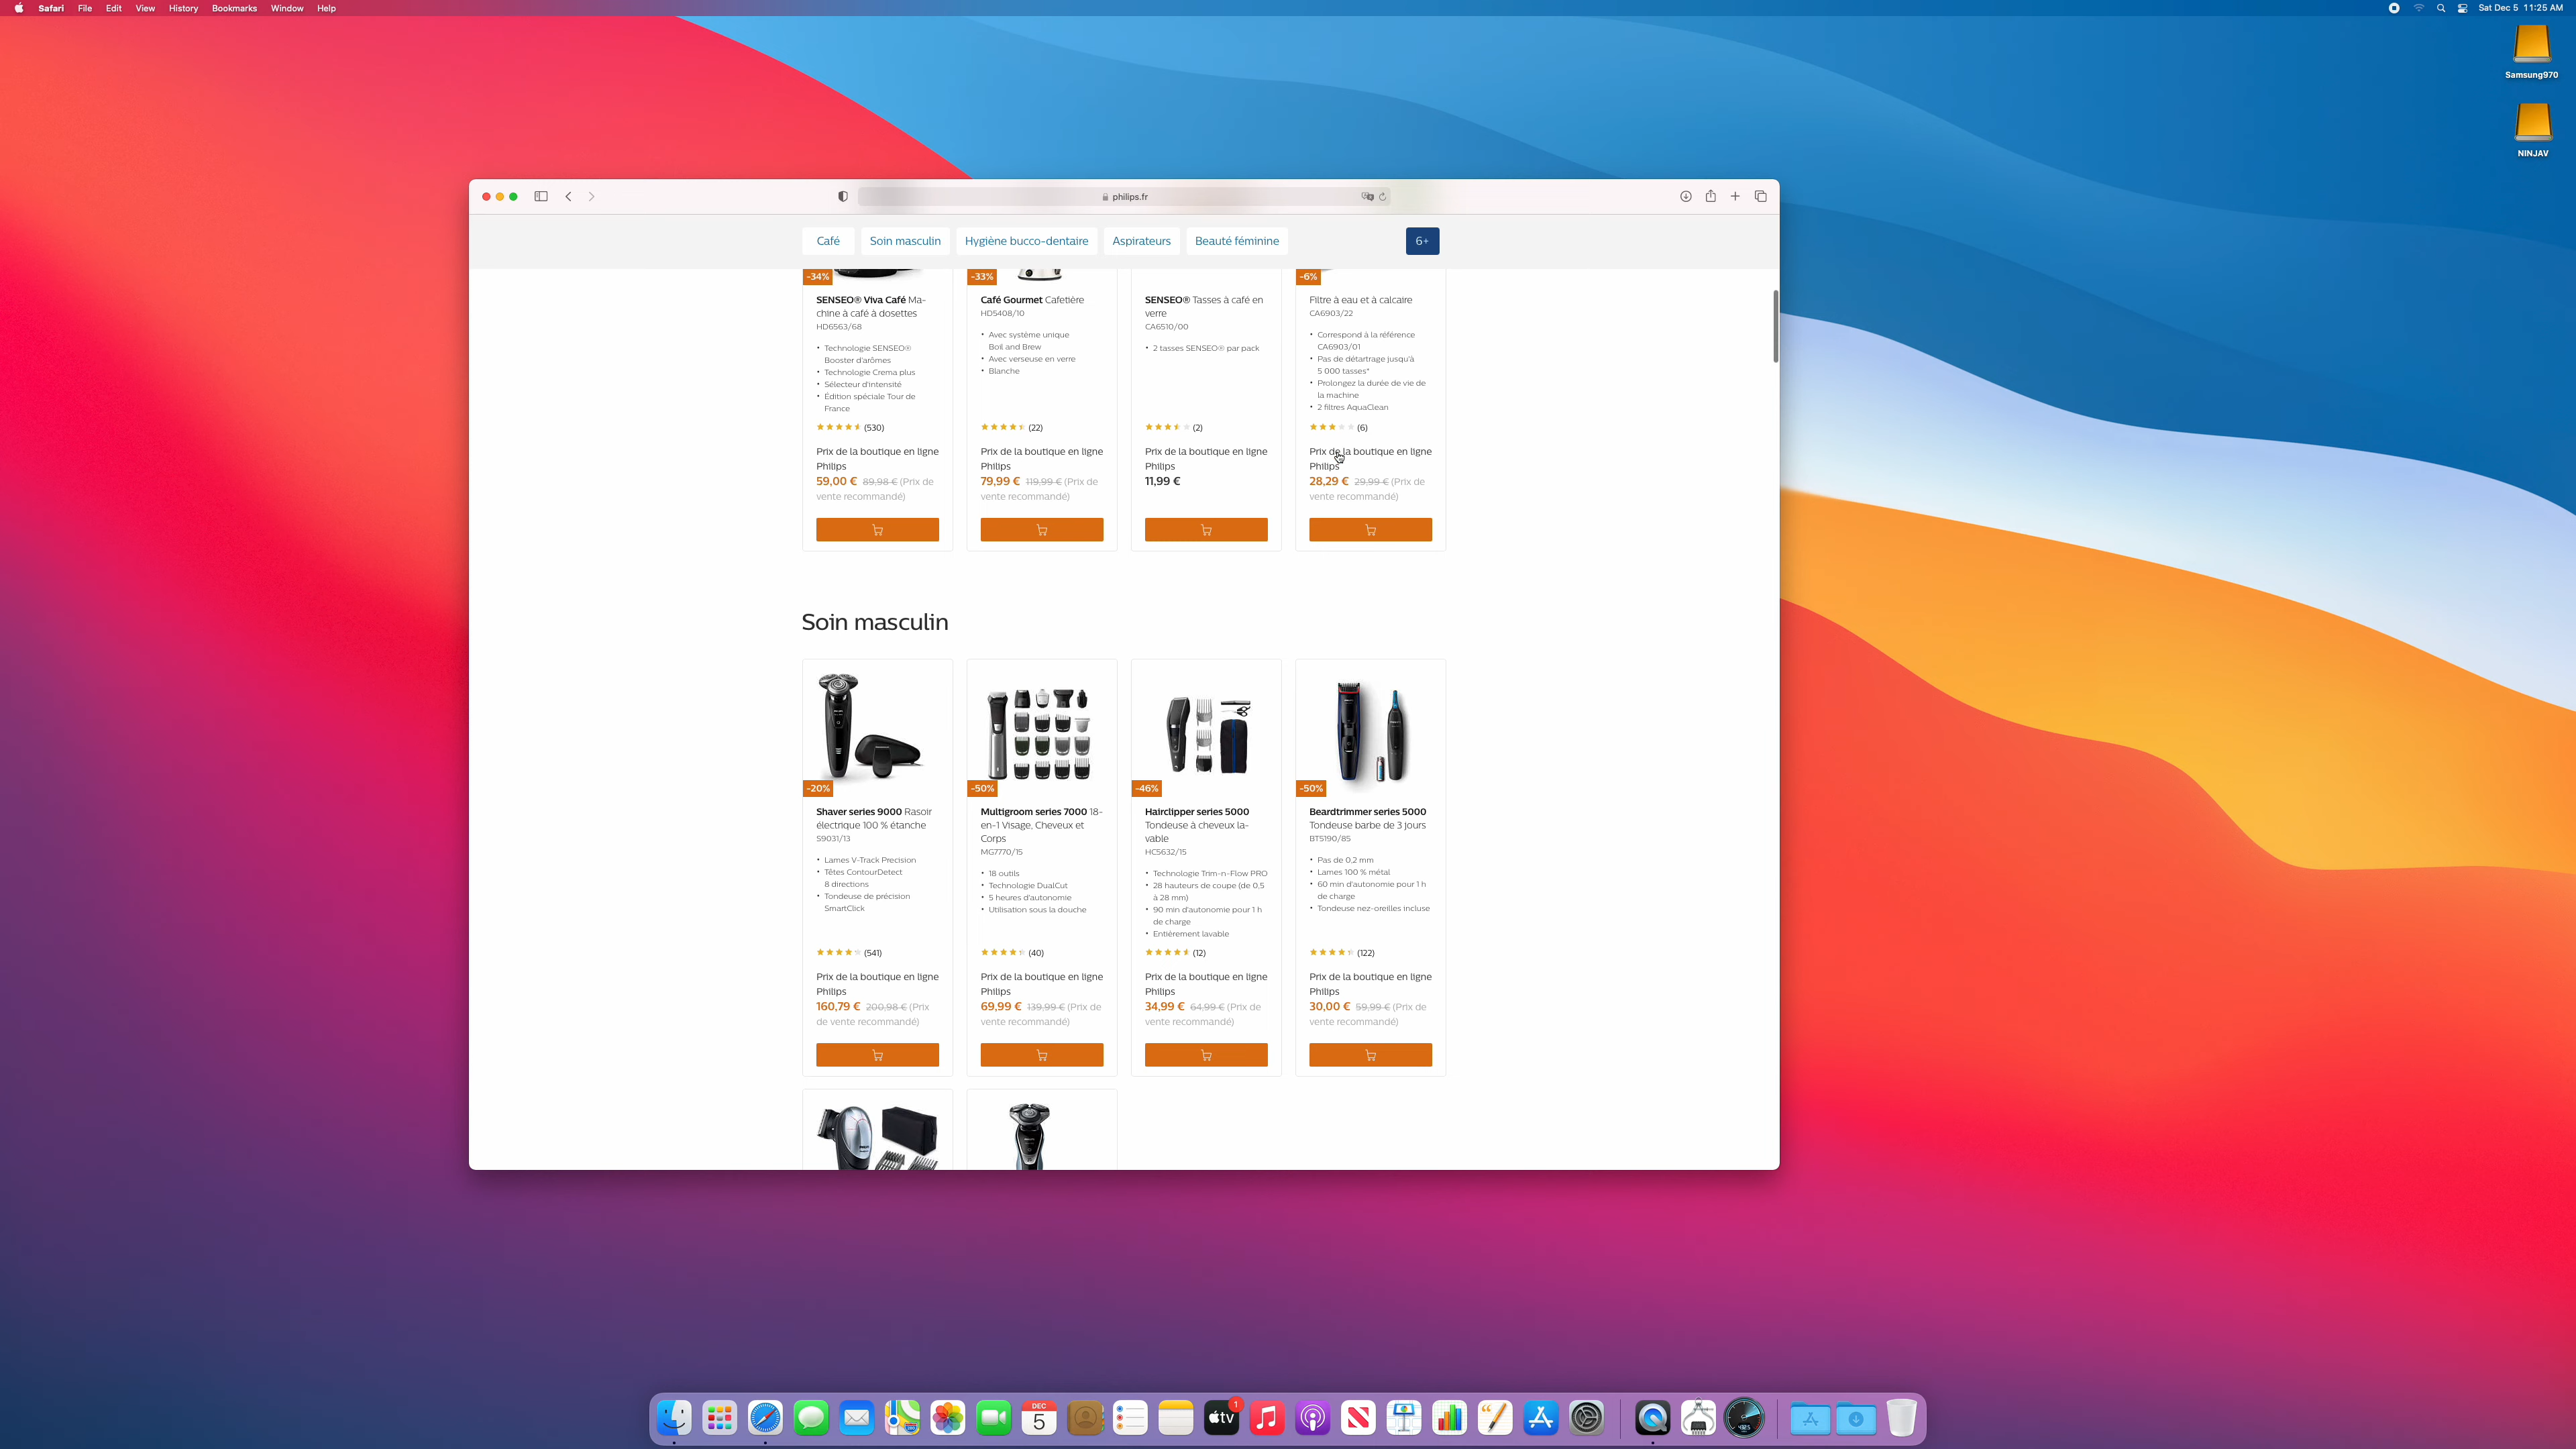 Safari File Edit View History Bookmarks Window Help
Sat Dec 5 11:25 AM
Samsung970
NINJAV
philips.fr
Café Soin masculin Hygiène bucco-dentaire Aspirateurs Beauté féminine 6+
-34%
SENSEO® Viva Café Ma-
chine à café à dosettes
HD6563/68
• Technologie SENSEO®
Booster d'arômes
• Technologie Crema plus
• Sélecteur d'intensité
• Édition spéciale Tour de
France
(530)
Prix de la boutique en ligne
Philips
59,00 € 89,98 € (Prix de
vente recommandé)
-33%
Café Gourmet Cafetière
HD5408/10
• Avec système unique
Boil and Brew
• Avec verseuse en verre
• Blanche
(22)
Prix de la boutique en ligne
Philips
79,99 € 119,99 € (Prix de
vente recommandé)
SENSEO® Tasses à café en
verre
CA6510/00
• 2 tasses SENSEO® par pack
(2)
Prix de la boutique en ligne
Philips
11,99 €
-6%
Filtre à eau et à calcaire
CA6903/22
• Correspond à la référence
CA6903/01
• Pas de détartrage jusqu'à
5 000 tasses*
• Prolongez la durée de vie de
la machine
• 2 filtres AquaClean
(6)
Prix de la boutique en ligne
Philips
28,29 € 29,99 € (Prix de
vente recommandé)
Soin masculin
-20%
Shaver series 9000 Rasoir
électrique 100 % étanche
S9031/13
• Lames V-Track Precision
• Têtes ContourDetect
8 directions
• Tondeuse de précision
SmartClick
(541)
Prix de la boutique en ligne
Philips
160,79 € 200,98 € (Prix
de vente recommandé)
-50%
Multigroom series 7000 18-
en-1 Visage, Cheveux et
Corps
MG7770/15
• 18 outils
• Technologie DualCut
• 5 heures d'autonomie
• Utilisation sous la douche
(40)
Prix de la boutique en ligne
Philips
69,99 € 139,99 € (Prix de
vente recommandé)
-46%
Hairclipper series 5000
Tondeuse à cheveux la-
vable
HC5632/15
• Technologie Trim-n-Flow PRO
• 28 hauteurs de coupe (de 0,5
à 28 mm)
• 90 min d'autonomie pour 1 h
de charge
• Entièrement lavable
(12)
Prix de la boutique en ligne
Philips
34,99 € 64,99 € (Prix de
vente recommandé)
-50%
Beardtrimmer series 5000
Tondeuse barbe de 3 jours
BT5190/85
• Pas de 0,2 mm
• Lames 100 % métal
• 60 min d'autonomie pour 1 h
de charge
• Tondeuse nez-oreilles incluse
(122)
Prix de la boutique en ligne
Philips
30,00 € 59,99 € (Prix de
vente recommandé)
DEC
5
tv
1